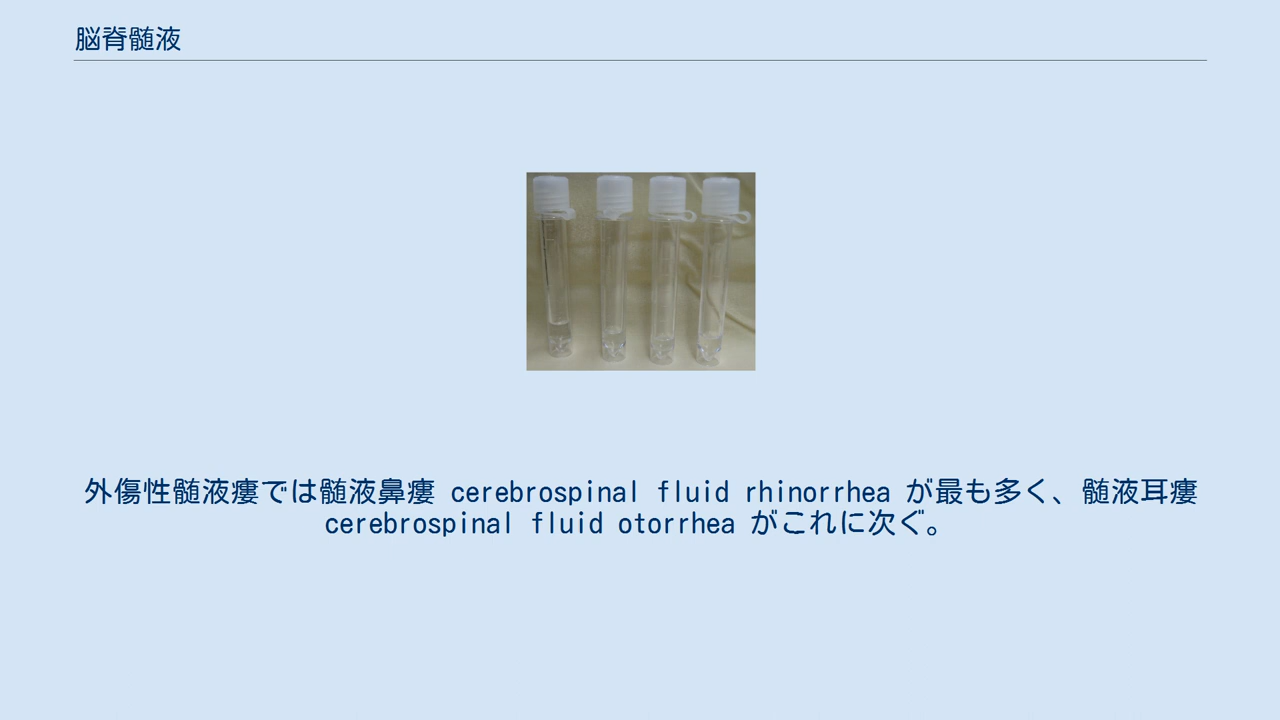 脳脊髄液
外傷性髄液瘻では髄液鼻瘻 cerebrospinal fluid rhinorrhea が最も多く、髄液耳瘻
cerebrospinal fluid otorrhea がこれに次ぐ。